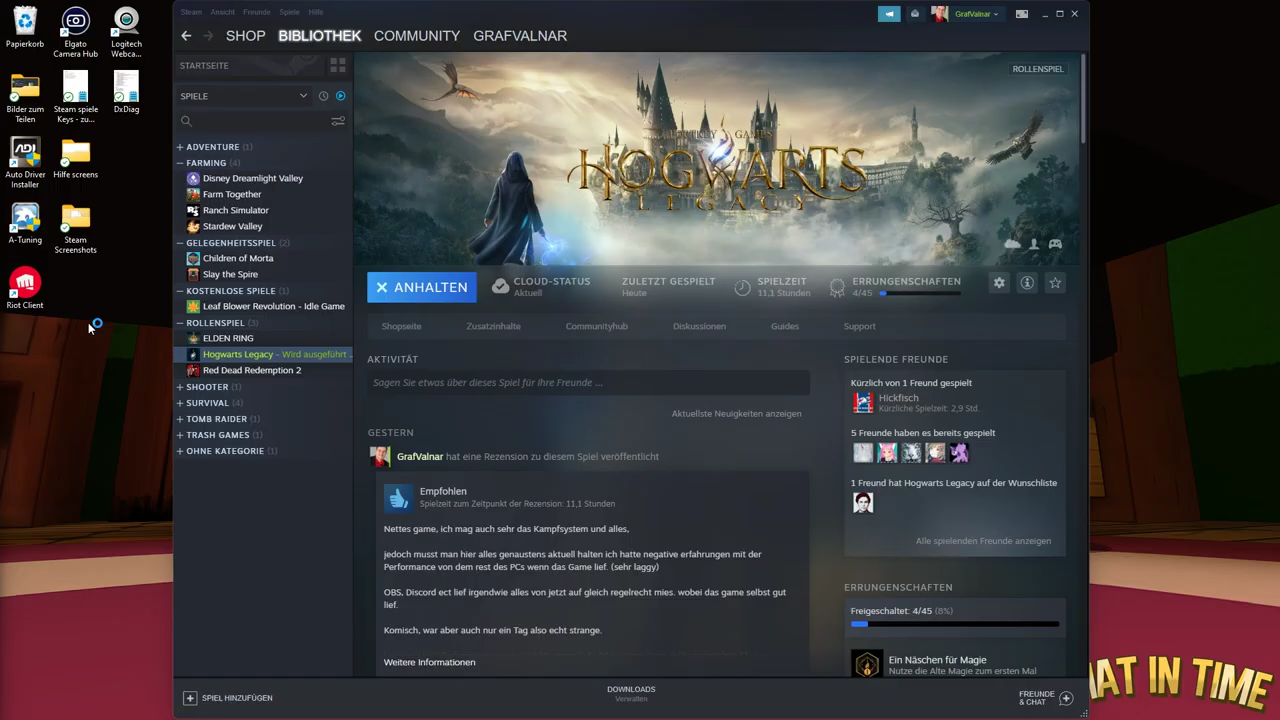 Papierkorb
Elgato
Camera Hub
Logitech
Webca...
Bilder zum
Teilen
Steam spiele
Keys - zu...
DxDiag
Auto Driver
Installer
Hilfe screens
A-Tuning
Steam
Screenshots
Riot Client
Steam Ansicht Freunde Spiele Hilfe
GrafValnar
SHOP BIBLIOTHEK COMMUNITY GRAFVALNAR
STARTSEITE
SPIELE
ADVENTURE (1)
FARMING (4)
Disney Dreamlight Valley
Farm Together
Ranch Simulator
Stardew Valley
GELEGENHEITSSPIEL (2)
Children of Morta
Slay the Spire
KOSTENLOSE SPIELE (1)
Leaf Blower Revolution - Idle Game
ROLLENSPIEL (3)
ELDEN RING
Hogwarts Legacy - Wird ausgeführt ...
Red Dead Redemption 2
SHOOTER (1)
SURVIVAL (4)
TOMB RAIDER (1)
TRASH GAMES (1)
OHNE KATEGORIE (1)
ROLLENSPIEL
PORTKEY GAMES
HOGWARTS
LEGACY
ANHALTEN
CLOUD-STATUS
Aktuell
ZULETZT GESPIELT
Heute
SPIELZEIT
11,1 Stunden
ERRUNGENSCHAFTEN
4/45
Shopseite Zusatzinhalte Communityhub Diskussionen Guides Support
AKTIVITÄT
Sagen Sie etwas über dieses Spiel für Ihre Freunde ...
Aktuellste Neuigkeiten anzeigen
GESTERN
GrafValnar hat eine Rezension zu diesem Spiel veröffentlicht
Empfohlen
Spielzeit zum Zeitpunkt der Rezension: 11,1 Stunden
Nettes game, ich mag auch sehr das Kampfsystem und alles,
jedoch musst man hier alles genaustens aktuell halten ich hatte negative erfahrungen mit der
Performance von dem rest des PCs wenn das Game lief. (sehr laggy)
OBS, Discord ect lief irgendwie alles von jetzt auf gleich regelrecht mies. wobei das game selbst gut
lief.
Komisch, war aber auch nur ein Tag also echt strange.
Weitere Informationen
SPIELENDE FREUNDE
Kürzlich von 1 Freund gespielt
Hickfisch
Kürzliche Spielzeit: 2,9 Std.
5 Freunde haben es bereits gespielt
1 Freund hat Hogwarts Legacy auf der Wunschliste
Alle spielenden Freunde anzeigen
ERRUNGENSCHAFTEN
Freigeschaltet: 4/45 (8%)
Ein Näschen für Magie
Nutze die Alte Magie zum ersten Mal
SPIEL HINZUFÜGEN
DOWNLOADS
Verwalten
FREUNDE
& CHAT
AT IN TIME